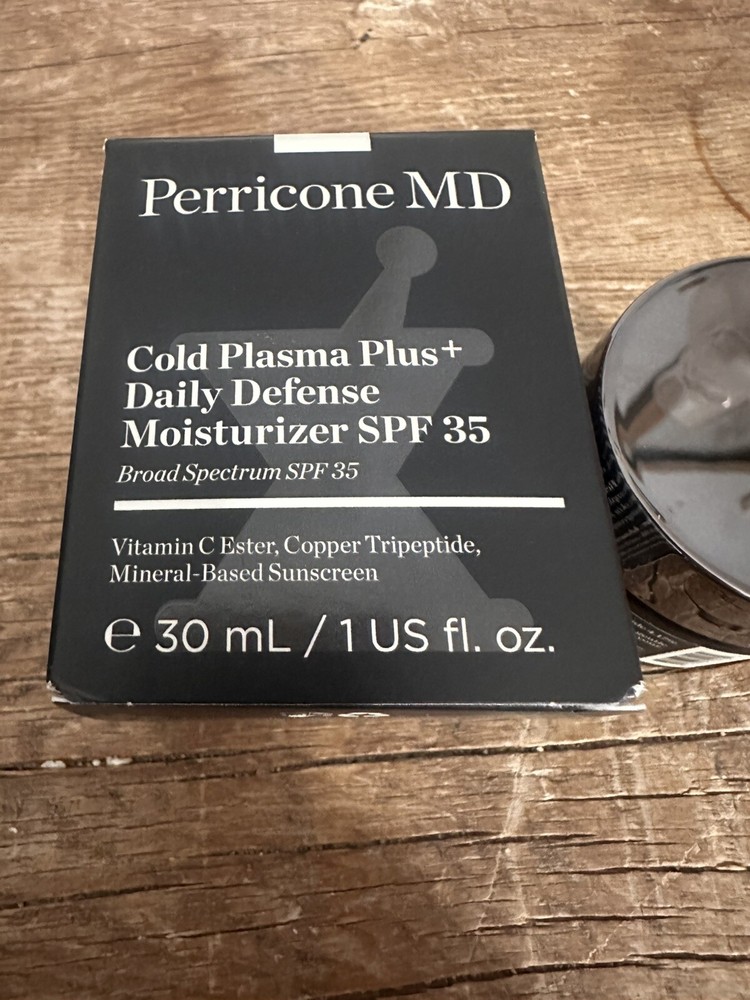 Perricone MD
Cold Plasma Plus+
Daily Defense
Moisturizer SPF 35
Broad Spectrum SPF 35
Vitamin C Ester, Copper Tripeptide,
Mineral-Based Sunscreen
℮ 30 mL / 1 US fl. oz.